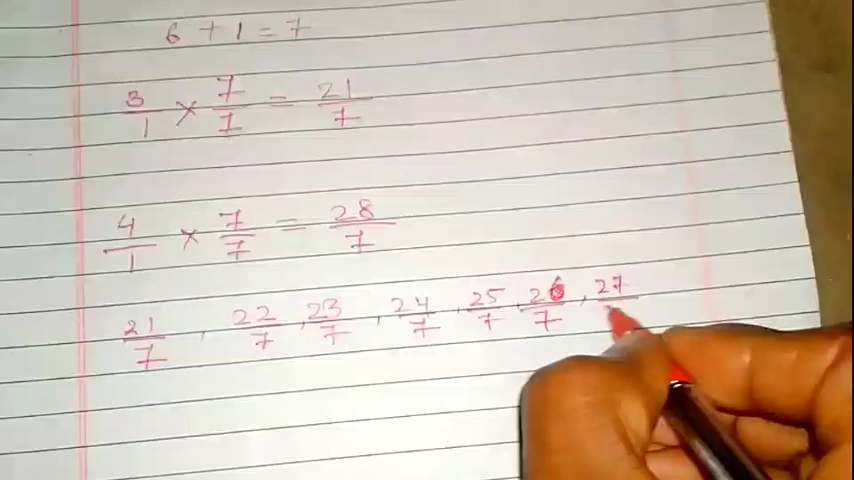 6 + 1 = 7
3/1 × 7/7 = 21/7
4/1 × 7/7 = 28/7
21/7 , 22/7 , 23/7 , 24/7 , 25/7 , 26/7 , 27/